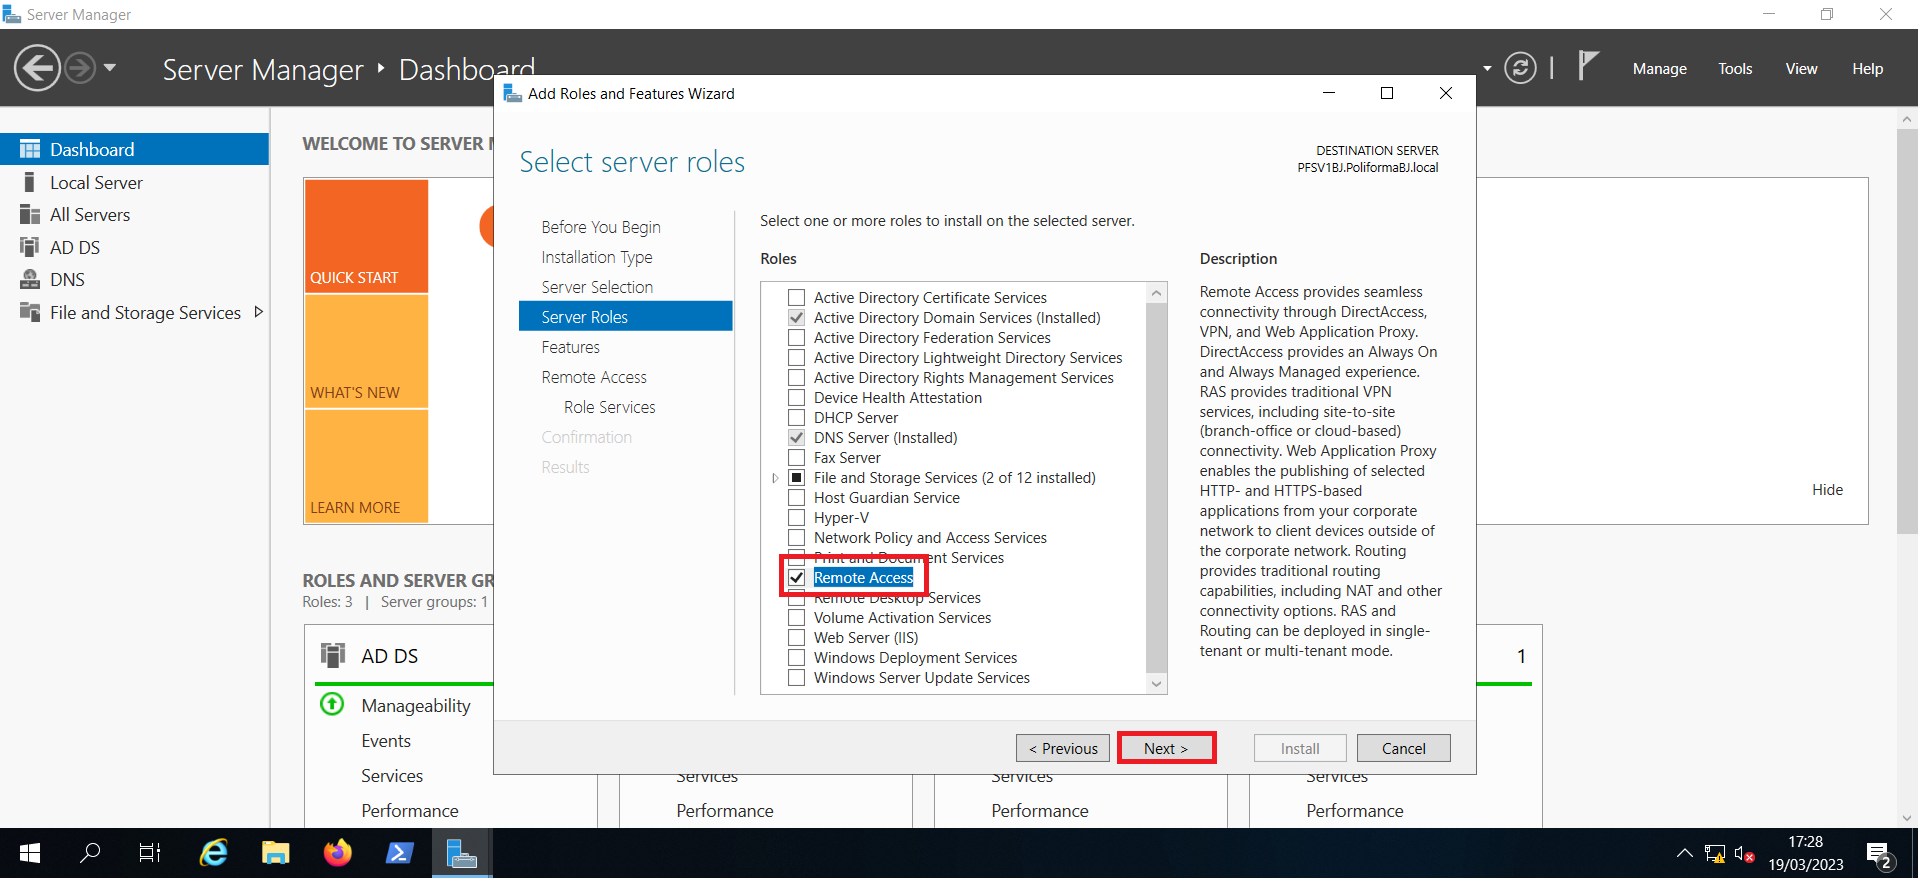 Server Manager
Server Manager ‣ Dashboard
Manage
Tools
View
Help
Dashboard
Local Server
All Servers
AD DS
DNS
File and Storage Services
WELCOME TO SERVER M
QUICK START
WHAT'S NEW
LEARN MORE
Hide
ROLES AND SERVER GR
Roles: 3 | Server groups: 1
AD DS
1
Manageability
Events
Services
Performance
Services
Performance
Services
Performance
Services
Performance
Add Roles and Features Wizard
Select server roles
DESTINATION SERVER
PFSV1BJ.PoliformaBJ.local
Before You Begin
Installation Type
Server Selection
Server Roles
Features
Remote Access
Role Services
Confirmation
Results
Select one or more roles to install on the selected server.
Roles
Active Directory Certificate Services
Active Directory Domain Services (Installed)
Active Directory Federation Services
Active Directory Lightweight Directory Services
Active Directory Rights Management Services
Device Health Attestation
DHCP Server
DNS Server (Installed)
Fax Server
File and Storage Services (2 of 12 installed)
Host Guardian Service
Hyper-V
Network Policy and Access Services
Print and Document Services
Remote Access
Remote Desktop Services
Volume Activation Services
Web Server (IIS)
Windows Deployment Services
Windows Server Update Services
Description
Remote Access provides seamless
connectivity through DirectAccess,
VPN, and Web Application Proxy.
DirectAccess provides an Always On
and Always Managed experience.
RAS provides traditional VPN
services, including site-to-site
(branch-office or cloud-based)
connectivity. Web Application Proxy
enables the publishing of selected
HTTP- and HTTPS-based
applications from your corporate
network to client devices outside of
the corporate network. Routing
provides traditional routing
capabilities, including NAT and other
connectivity options. RAS and
Routing can be deployed in single-
tenant or multi-tenant mode.
< Previous
Next >
Install
Cancel
17:28
19/03/2023
2